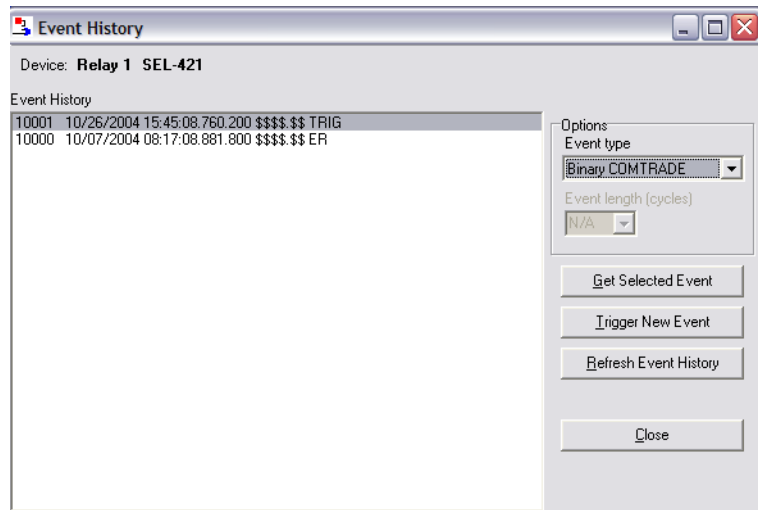 Event History
Device: Relay 1 SEL-421
Event History
10001 10/26/2004 15:45:08.760.200 $$$$.$$ TRIG
10000 10/07/2004 08:17:08.881.800 $$$$.$$ ER
Options
Event type
Binary COMTRADE
Event length (cycles)
N/A
Get Selected Event
Trigger New Event
Refresh Event History
Close